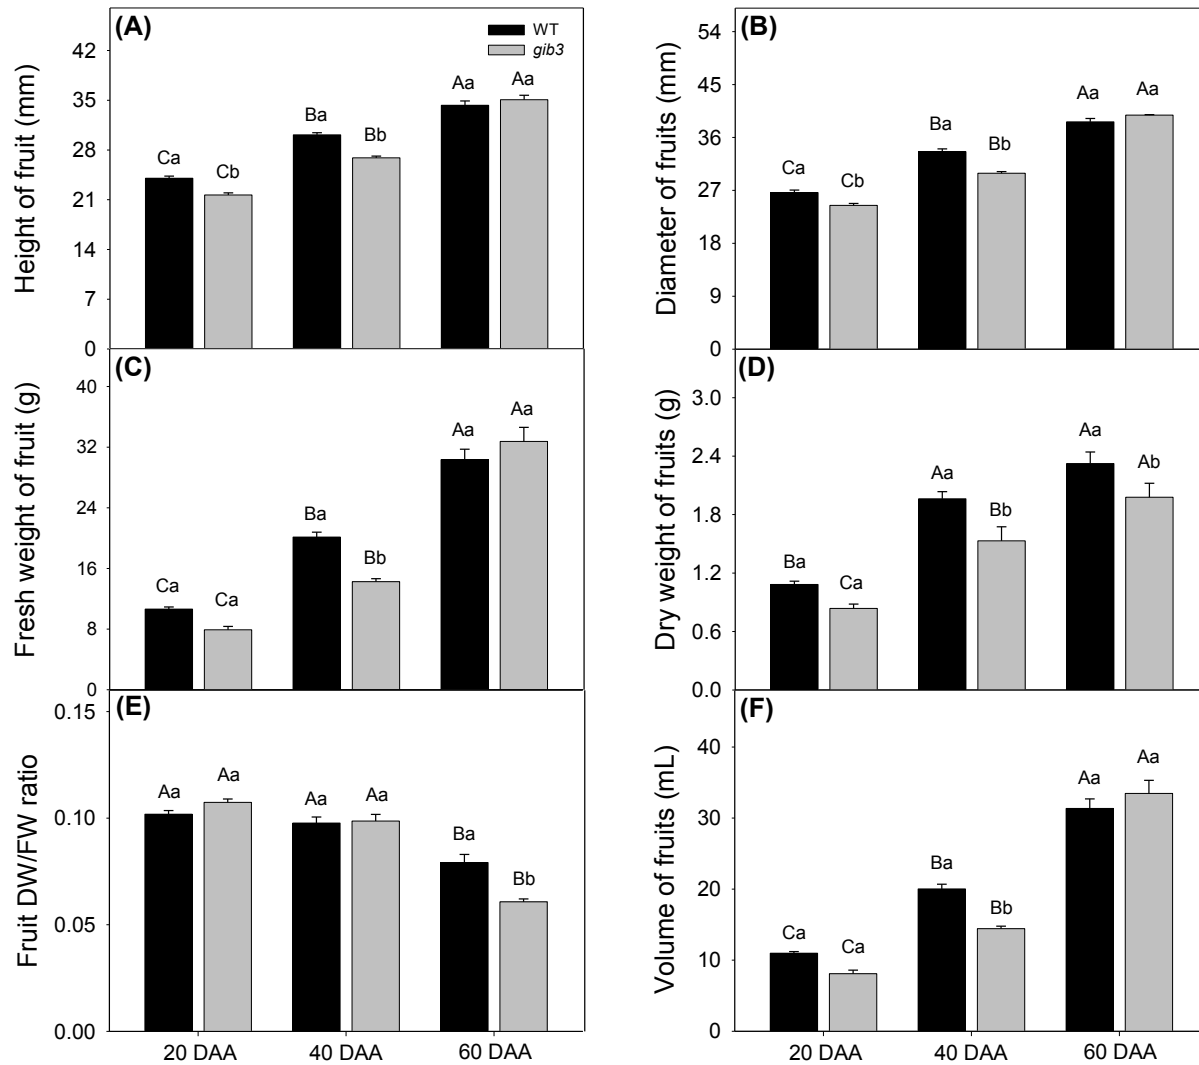 (A)
WT
gib3
Height of fruit (mm)
42
35
28
21
14
7
0
Ca
Cb
Ba
Bb
Aa
Aa
(B)
Diameter of fruits (mm)
54
45
36
27
18
9
0
Ca
Cb
Ba
Bb
Aa
Aa
(C)
Fresh weight of fruit (g)
40
32
24
16
8
0
Ca
Ca
Ba
Bb
Aa
Aa
(D)
Dry weight of fruits (g)
3.0
2.4
1.8
1.2
0.6
0.0
Ba
Ca
Aa
Bb
Aa
Ab
(E)
Fruit DW/FW ratio
0.15
0.10
0.05
0.00
Aa
Aa
Aa
Aa
Ba
Bb
20 DAA
40 DAA
60 DAA
(F)
Volume of fruits (mL)
40
30
20
10
0
Ca
Ca
Ba
Bb
Aa
Aa
20 DAA
40 DAA
60 DAA